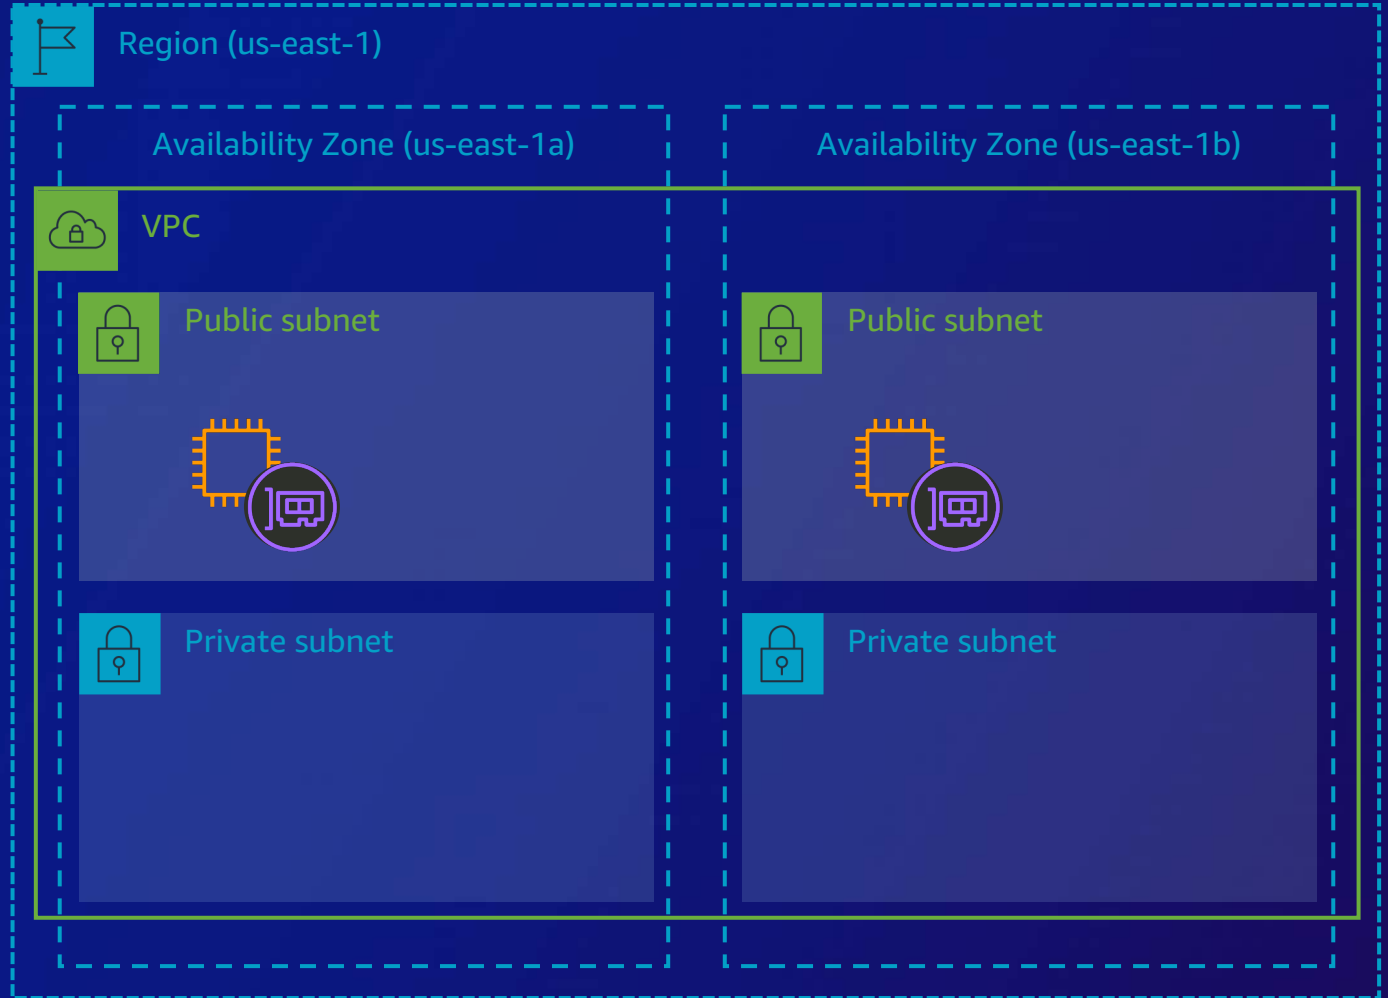 Region (us-east-1)
Availability Zone (us-east-1a)
Availability Zone (us-east-1b)
VPC
Public subnet
Public subnet
Private subnet
Private subnet